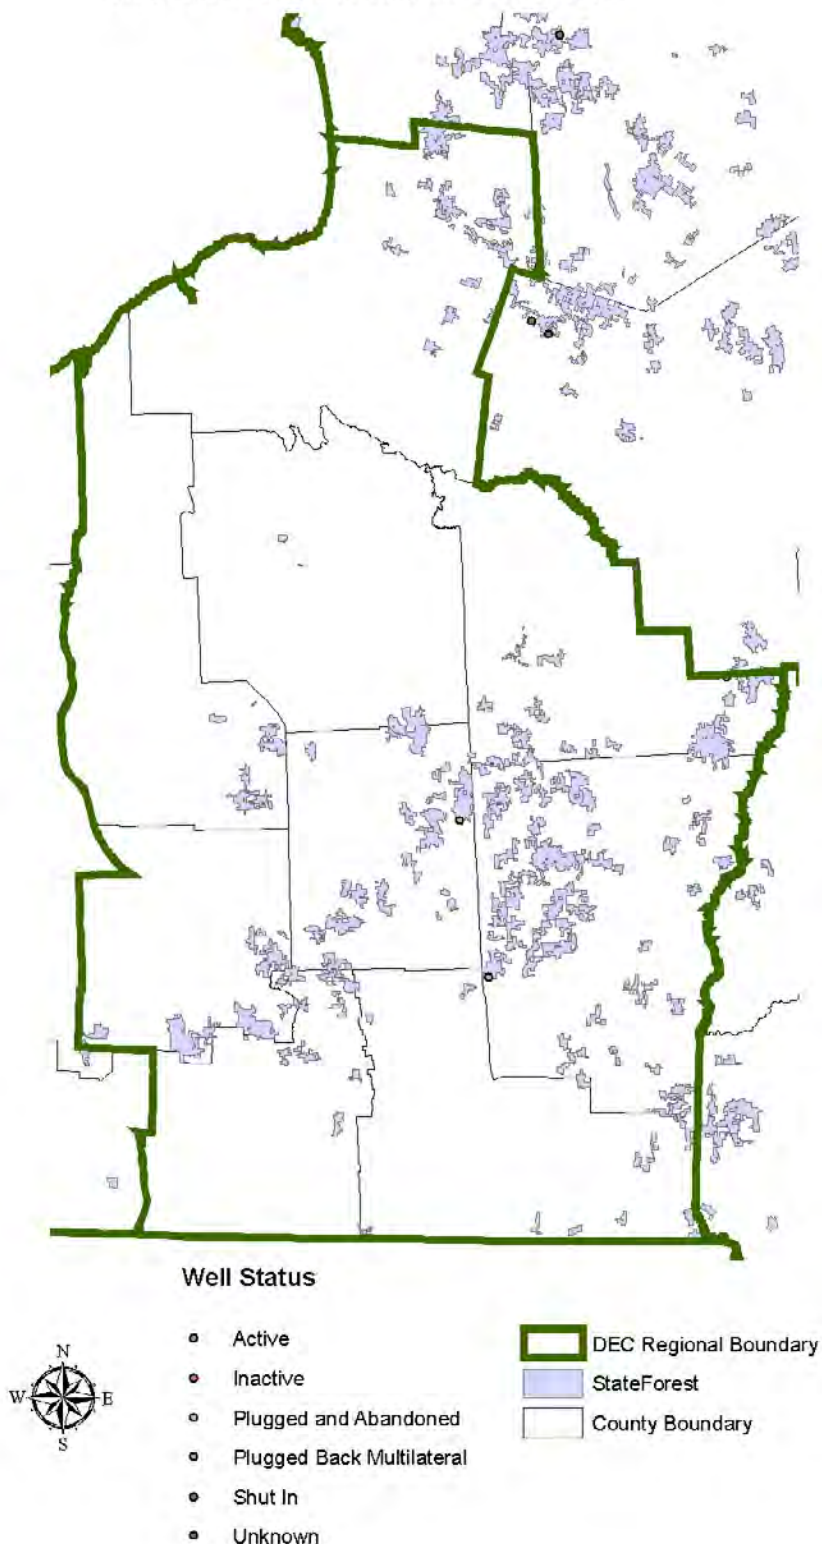 Well Status
Active
Inactive
Plugged and Abandoned
Plugged Back Multilateral
Shut In
Unknown
N
W E
S
DEC Regional Boundary
StateForest
County Boundary